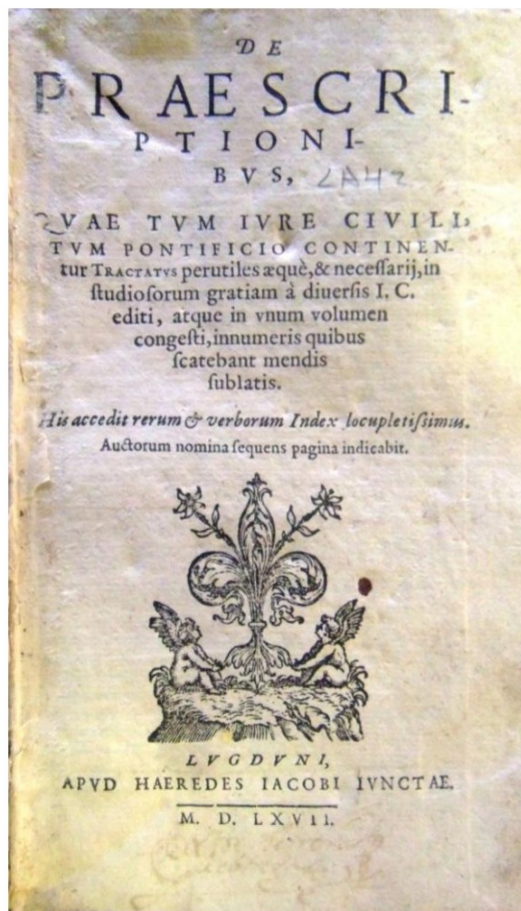 DE
PRAESCRI-
PTIONI-
BVS,
QVAE TVM IVRE CIVILI,
TVM PONTIFICIO CONTINEN-
tur TRACTATVS perutiles æquè, & neceſſarij, in
ſtudioſorum gratiam à diuerſis I. C.
editi, atque in vnum volumen
congeſti, innumeris quibus
ſcatebant mendis
ſublatis.
His accedit rerum & verborum Index locupletiſsimus.
Auctorum nomina ſequens pagina indicabit.
LVGDVNI,
APVD HAEREDES IACOBI IVNCTAE.
M. D. LXVII.